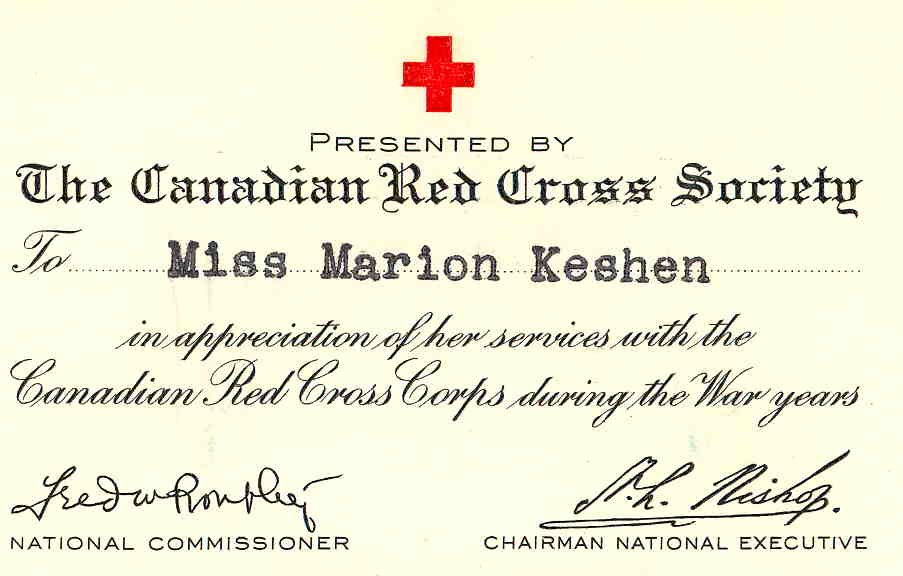 PRESENTED BY
The Canadian Red Cross Society
To Miss Marion Keshen
in appreciation of her services with the
Canadian Red Cross Corps during the War years
NATIONAL COMMISSIONER
CHAIRMAN NATIONAL EXECUTIVE